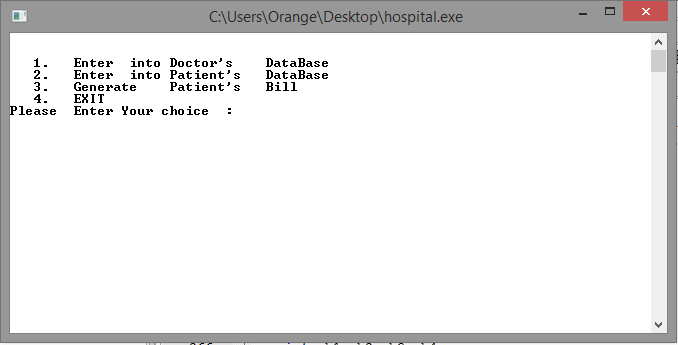 C:\Users\Orange\Desktop\hospital.exe
1. Enter into Doctor's DataBase
2. Enter into Patient's DataBase
3. Generate Patient's Bill
4. EXIT
Please Enter Your choice :